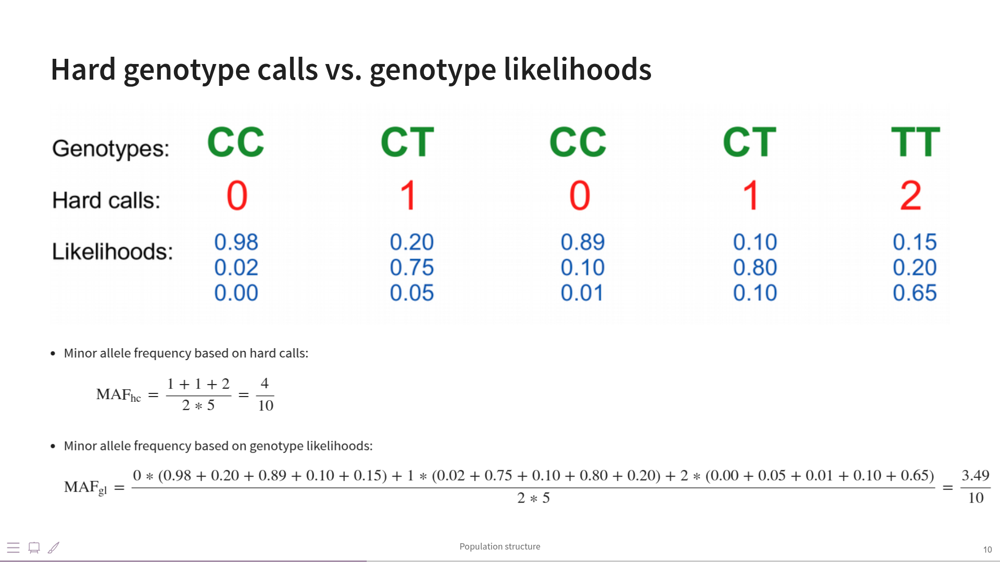 Hard genotype calls vs. genotype likelihoods
Genotypes: CC CT CC CT TT
Hard calls: 0 1 0 1 2
Likelihoods: 0.98 0.20 0.89 0.10 0.15
0.02 0.75 0.10 0.80 0.20
0.00 0.05 0.01 0.10 0.65
• Minor allele frequency based on hard calls:
MAF_hc = \frac{1 + 1 + 2}{2 * 5} = \frac{4}{10}
• Minor allele frequency based on genotype likelihoods:
MAF_gl = \frac{0 * (0.98 + 0.20 + 0.89 + 0.10 + 0.15) + 1 * (0.02 + 0.75 + 0.10 + 0.80 + 0.20) + 2 * (0.00 + 0.05 + 0.01 + 0.10 + 0.65)}{2 * 5} = \frac{3.49}{10}
Population structure
10